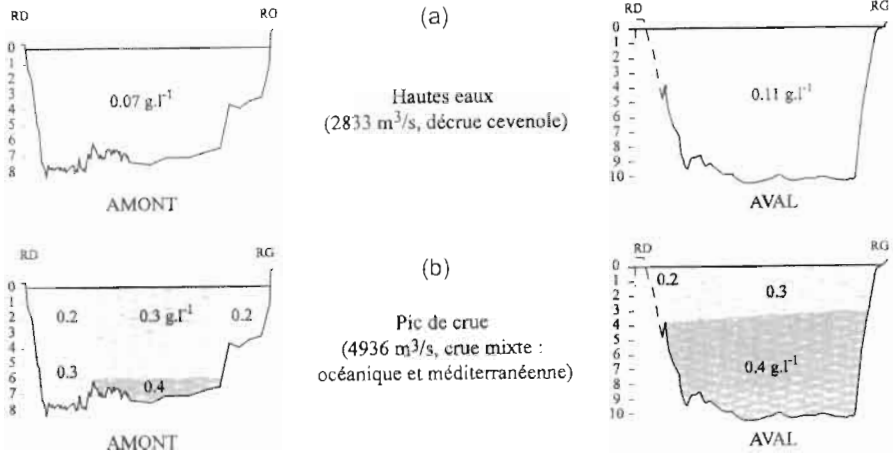 RD
RG
0
1
2
3
4
5
6
7
8
0.07 g.l⁻¹
AMONT
(a)
Hautes eaux
(2833 m³/s, décrue cevenole)
RD
RG
0
1
2
3
4
5
6
7
8
9
10
0.11 g.l⁻¹
AVAL
RD
RG
0
1
2
3
4
5
6
7
8
0.2
0.3 g.l⁻¹
0.2
0.3
0.4
AMONT
(b)
Pic de crue
(4936 m³/s, crue mixte :
océanique et méditerranéenne)
RD
RG
0
1
2
3
4
5
6
7
8
9
10
0.2
0.3
0.4 g.l⁻¹
AVAL